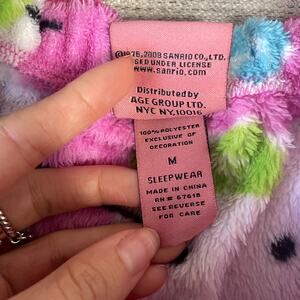 ©1976, 2008 SANRIO CO., LTD.
USED UNDER LICENSE
www.sanrio.com
Distributed by
AGE GROUP LTD.
NYC NY, 10016
100% POLYESTER
EXCLUSIVE OF
DECORATION
M
SLEEPWEAR
MADE IN CHINA
RN# 67618
SEE REVERSE
FOR CARE